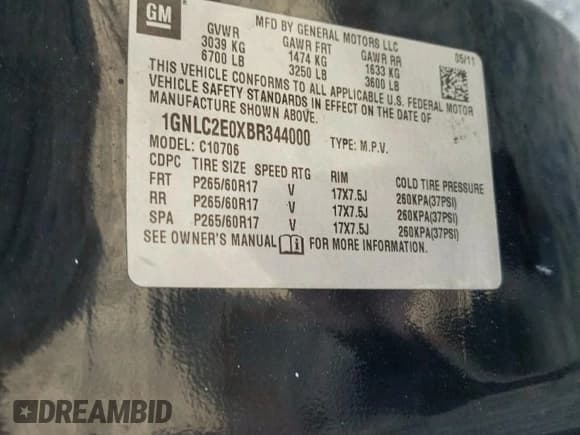 GM
MFD BY GENERAL MOTORS LLC
GVWR GAWR FRT GAWR RR 05/11
3039 KG 1474 KG 1633 KG
6700 LB 3250 LB 3600 LB
THIS VEHICLE CONFORMS TO ALL APPLICABLE U.S. FEDERAL MOTOR
VEHICLE SAFETY STANDARDS IN EFFECT ON THE DATE OF
MANUFACTURE SHOWN ABOVE.
1GNLC2E0XBR344000 TYPE: M.P.V.
MODEL: C10706
CDPC TIRE SIZE SPEED RTG RIM COLD TIRE PRESSURE
FRT P265/60R17 V 17X7.5J 260KPA(37PSI)
RR P265/60R17 V 17X7.5J 260KPA(37PSI)
SPA P265/60R17 V 17X7.5J 260KPA(37PSI)
SEE OWNER'S MANUAL FOR MORE INFORMATION.
DREAMBID